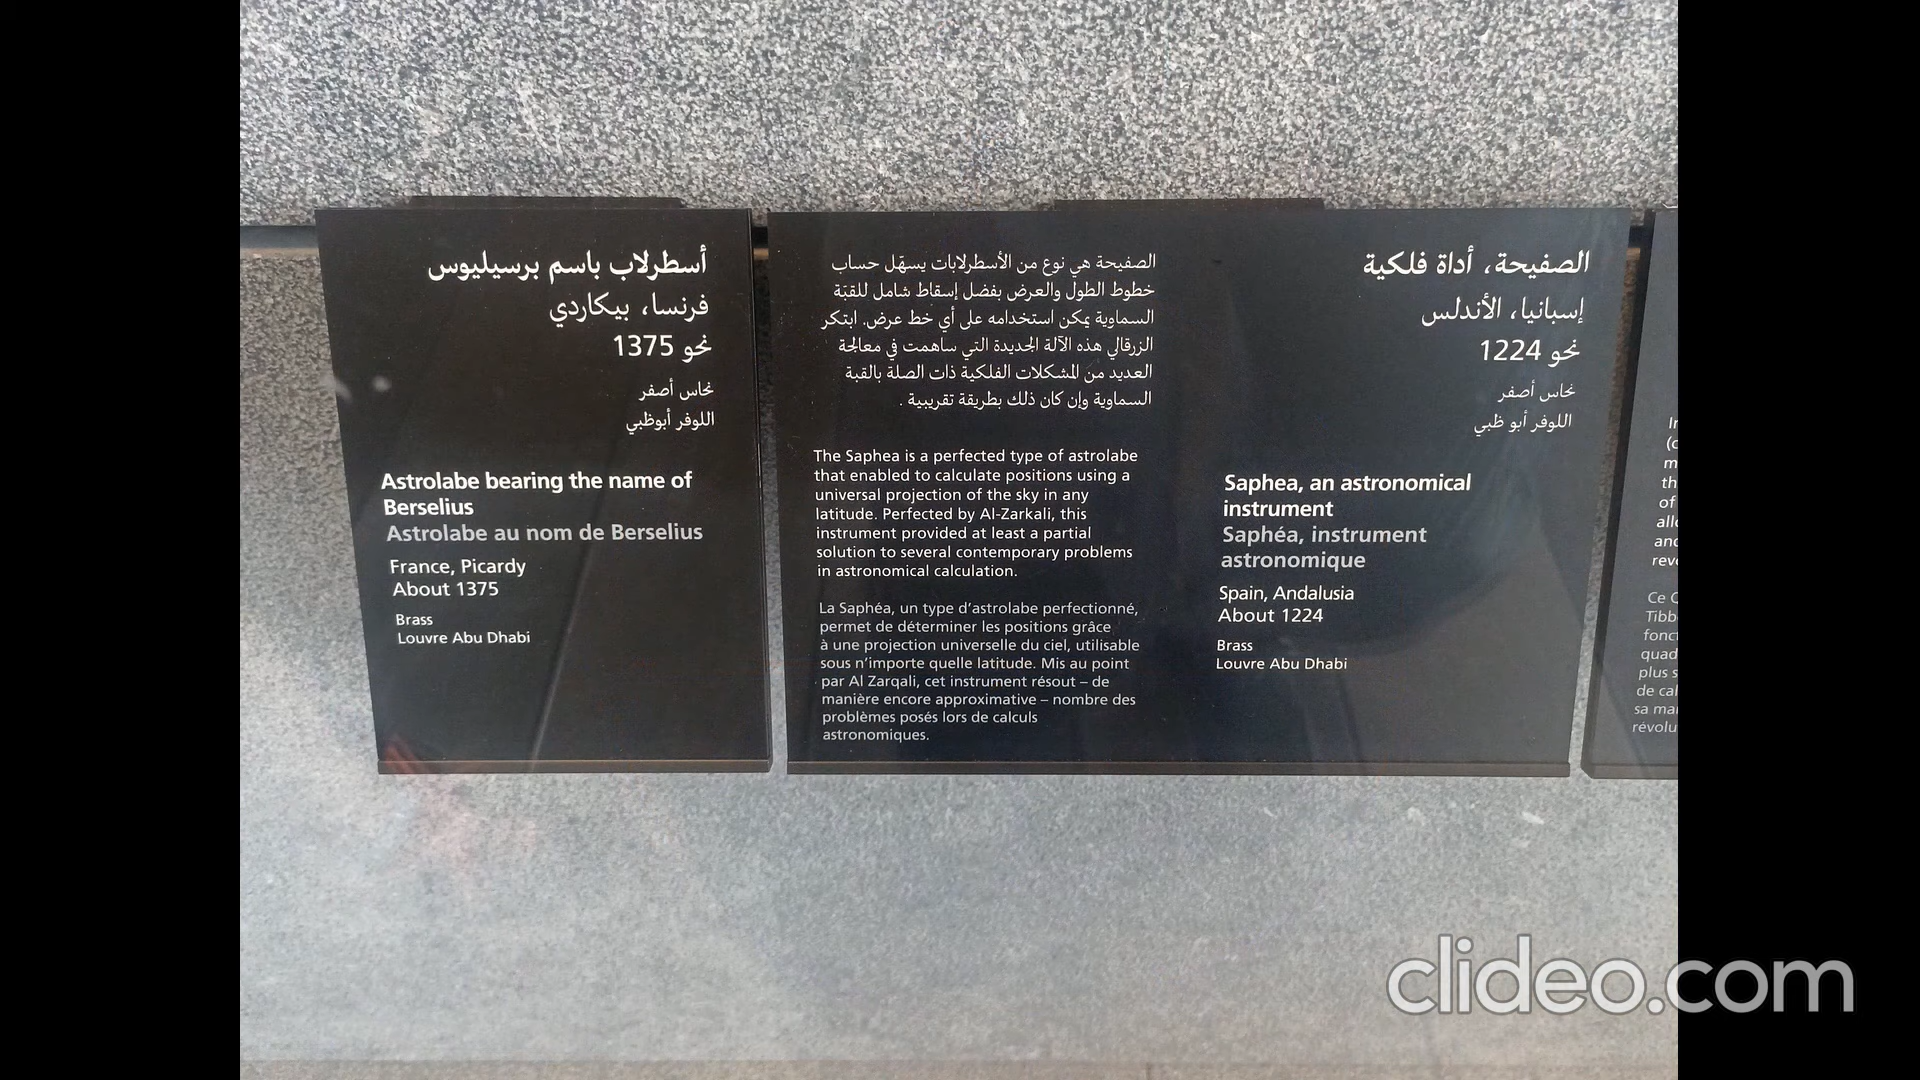 أسطرلاب باسم برسيليوس
فرنسا، بيكاردي
نحو 1375
نحاس أصفر
اللوفر أبوظبي
Astrolabe bearing the name of
Berselius
Astrolabe au nom de Berselius
France, Picardy
About 1375
Brass
Louvre Abu Dhabi
الصفيحة هي نوع من الأسطرلابات يسهّل حساب
خطوط الطول والعرض بفضل إسقاط شامل للقبّة
السماوية يمكن استخدامه على أي خط عرض. ابتكر
الزرقالي هذه الآلة الجديدة التي ساهمت في معالجة
العديد من المشكلات الفلكية ذات الصلة بالقبة
السماوية وإن كان ذلك بطريقة تقريبية .
The Saphea is a perfected type of astrolabe
that enabled to calculate positions using a
universal projection of the sky in any
latitude. Perfected by Al-Zarkali, this
instrument provided at least a partial
solution to several contemporary problems
in astronomical calculation.
La Saphéa, un type d’astrolabe perfectionné,
permet de déterminer les positions grâce
à une projection universelle du ciel, utilisable
sous n’importe quelle latitude. Mis au point
par Al Zarqali, cet instrument résout – de
manière encore approximative – nombre des
problèmes posés lors de calculs
astronomiques.
الصفيحة، أداة فلكية
إسبانيا، الأندلس
نحو 1224
نحاس أصفر
اللوفر أبو ظبي
Saphea, an astronomical
instrument
Saphéa, instrument
astronomique
Spain, Andalusia
About 1224
Brass
Louvre Abu Dhabi
of
Ce
plus
de
sa
clideo.com